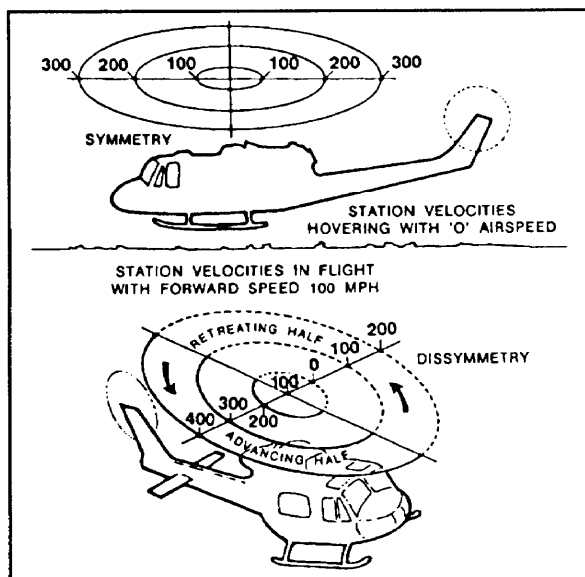 300 200 100 100 200 300
SYMMETRY
STATION VELOCITIES
HOVERING WITH 'O' AIRSPEED
STATION VELOCITIES IN FLIGHT
WITH FORWARD SPEED 100 MPH
RETREATING HALF
200
100
0
100
DISSYMMETRY
200
300
400
ADVANCING HALF